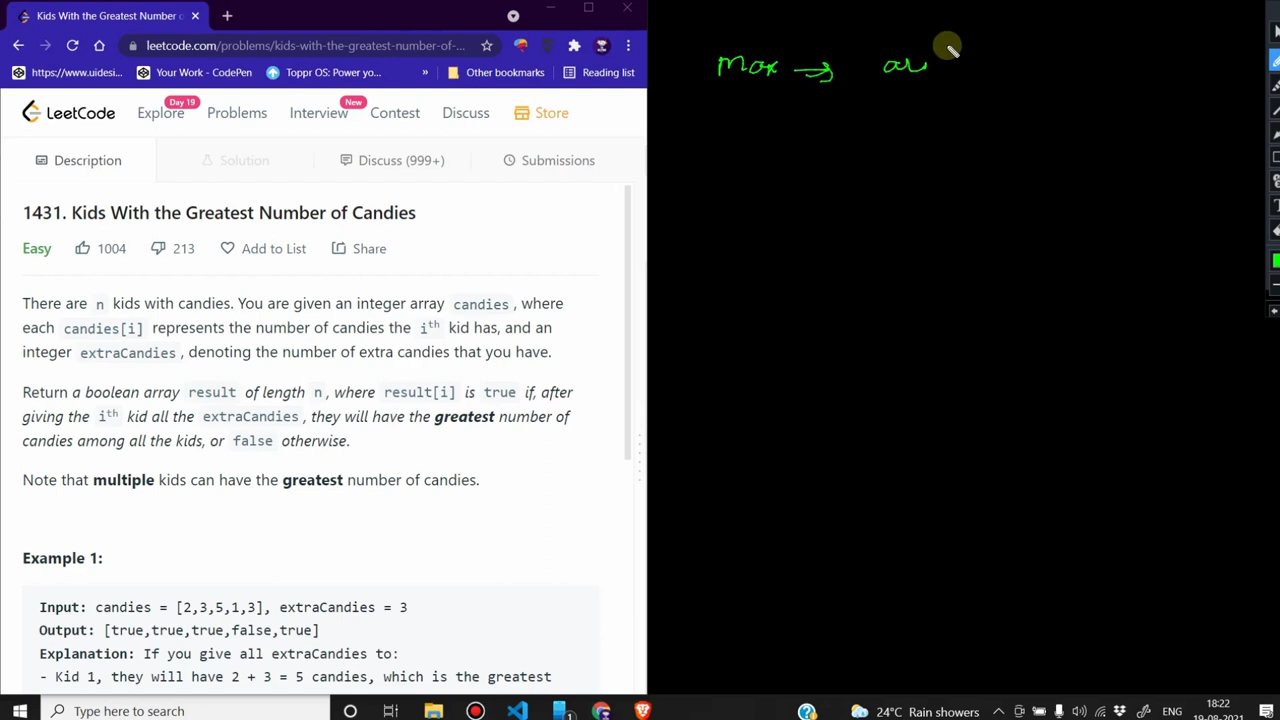 Kids With the Greatest Number o
leetcode.com/problems/kids-with-the-greatest-number-of-...
https://www.uidesi... Your Work - CodePen Toppr OS: Powerful... » Other bookmarks Reading list
LeetCode Explore Day 19 Problems Interview New Contest Discuss Store
Description Solution Discuss (999+) Submissions
1431. Kids With the Greatest Number of Candies
Easy 1004 213 Add to List Share
There are n kids with candies. You are given an integer array candies, where
each candies[i] represents the number of candies the ith kid has, and an
integer extraCandies, denoting the number of extra candies that you have.
Return a boolean array result of length n, where result[i] is true if, after
giving the ith kid all the extraCandies, they will have the greatest number of
candies among all the kids, or false otherwise.
Note that multiple kids can have the greatest number of candies.
Example 1:
Input: candies = [2,3,5,1,3], extraCandies = 3
Output: [true,true,true,false,true]
Explanation: If you give all extraCandies to:
- Kid 1, they will have 2 + 3 = 5 candies, which is the greatest
Max →
Type here to search
24°C Rain showers ENG 18:22
19-08-2021